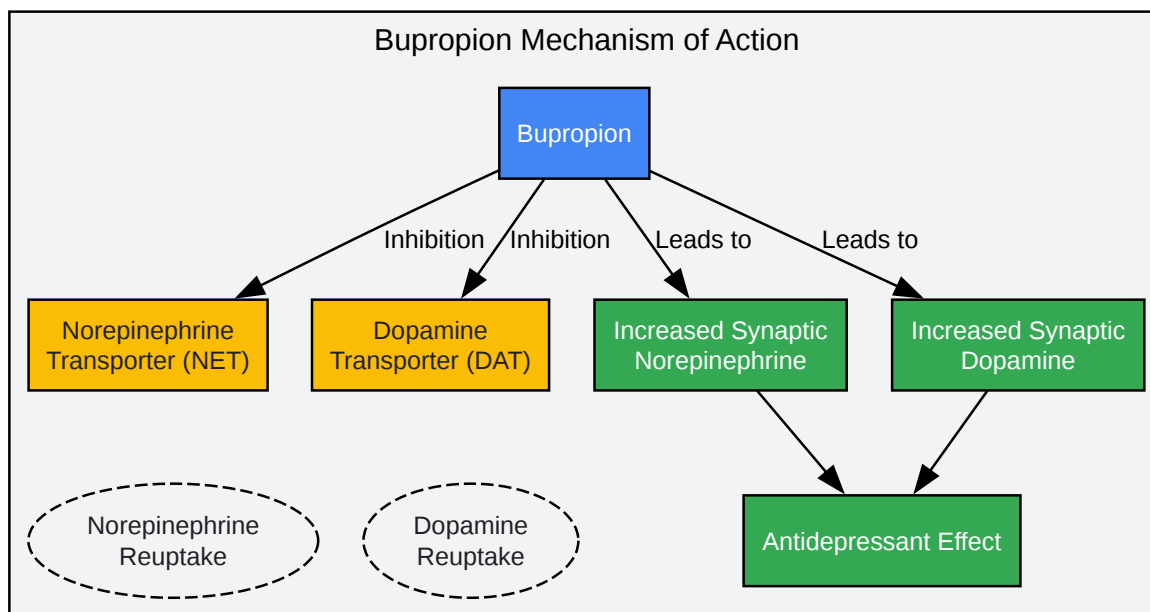 Bupropion Mechanism of Action
Bupropion
Inhibition
Inhibition
Leads to
Leads to
Norepinephrine
Transporter (NET)
Dopamine
Transporter (DAT)
Increased Synaptic
Norepinephrine
Increased Synaptic
Dopamine
Norepinephrine
Reuptake
Dopamine
Reuptake
Antidepressant Effect